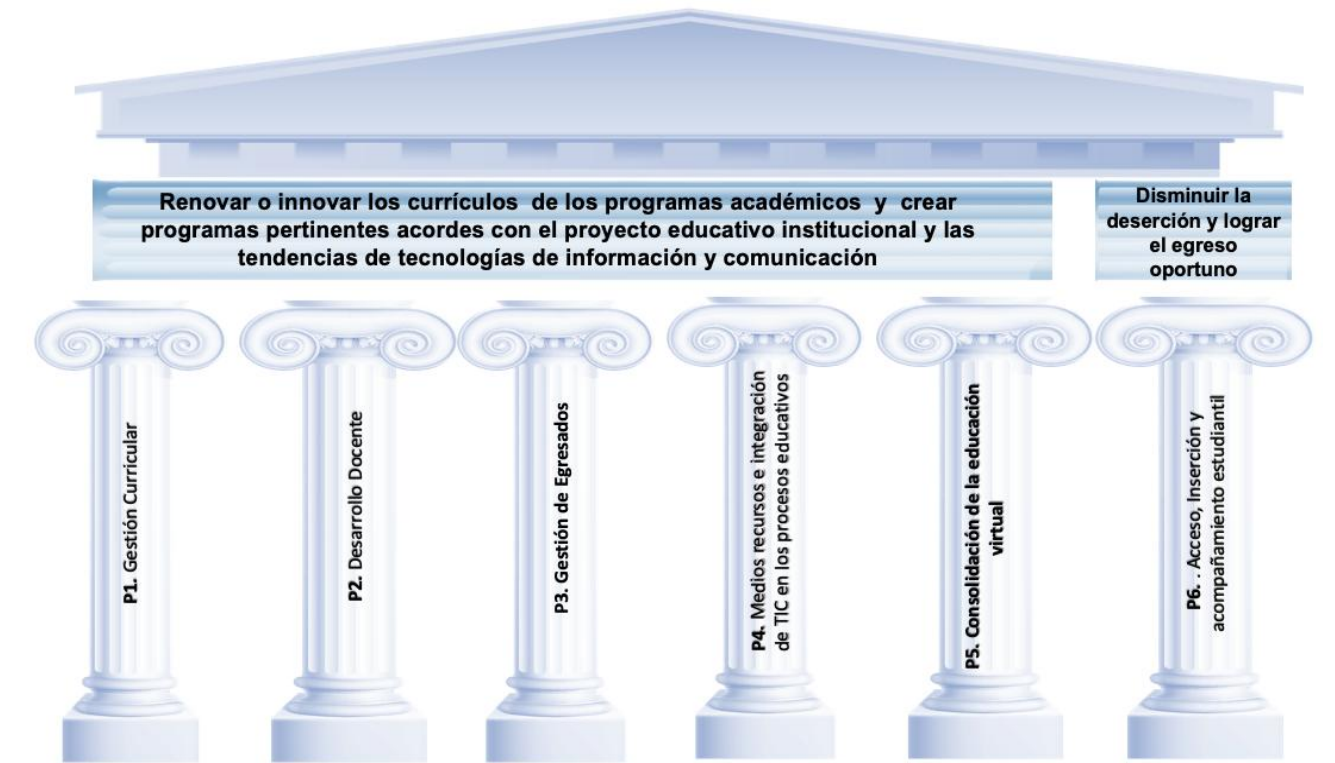 Renovar o innovar los currículos de los programas académicos y crear
programas pertinentes acordes con el proyecto educativo institucional y las
tendencias de tecnologías de información y comunicación
Disminuir la
deserción y lograr
el egreso
oportuno
P1. Gestión Curricular
P2. Desarrollo Docente
P3. Gestión de Egresados
P4. Medios recursos e integración
de TIC en los procesos educativos
P5. Consolidación de la educación
virtual
P6. . Acceso, Inserción y
acompañamiento estudiantil